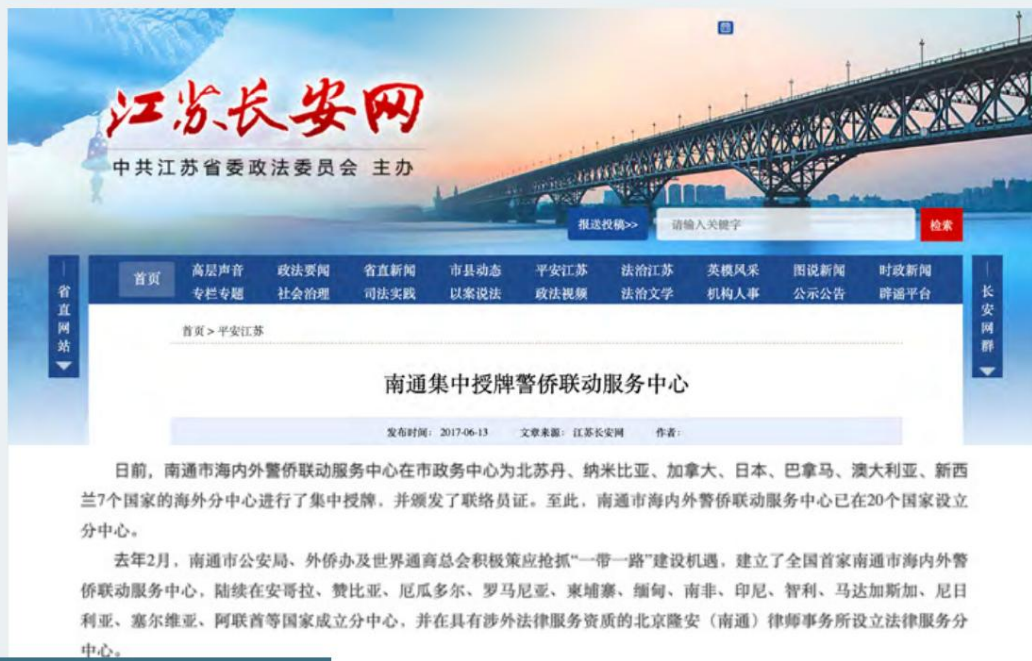 江苏长安网
中共江苏省委政法委员会 主办
报送投稿>> 请输入关键字 检索
省直网站
首页 高层声音 政法要闻 省直新闻 市县动态 平安江苏 法治江苏 英模风采 图说新闻 时政新闻
专栏专题 社会治理 司法实践 以案说法 政法视频 法治文学 机构人事 公示公告 辟谣平台
长安网群
首页 > 平安江苏
南通集中授牌警侨联动服务中心
发布时间: 2017-06-13 文章来源: 江苏长安网 作者:
日前，南通市海内外警侨联动服务中心在市政务中心为北苏丹、纳米比亚、加拿大、日本、巴拿马、澳大利亚、新西
兰7个国家的海外分中心进行了集中授牌，并颁发了联络员证。至此，南通市海内外警侨联动服务中心已在20个国家设立
分中心。
去年2月，南通市公安局、外侨办及世界通商总会积极策应抢抓“一带一路”建设机遇，建立了全国首家南通市海内外警
侨联动服务中心，陆续在安哥拉、赞比亚、厄瓜多尔、罗马尼亚、柬埔寨、缅甸、南非、印尼、智利、马达加斯加、尼日
利亚、塞尔维亚、阿联酋等国家成立分中心，并在具有涉外法律服务资质的北京隆安（南通）律师事务所设立法律服务分
中心。